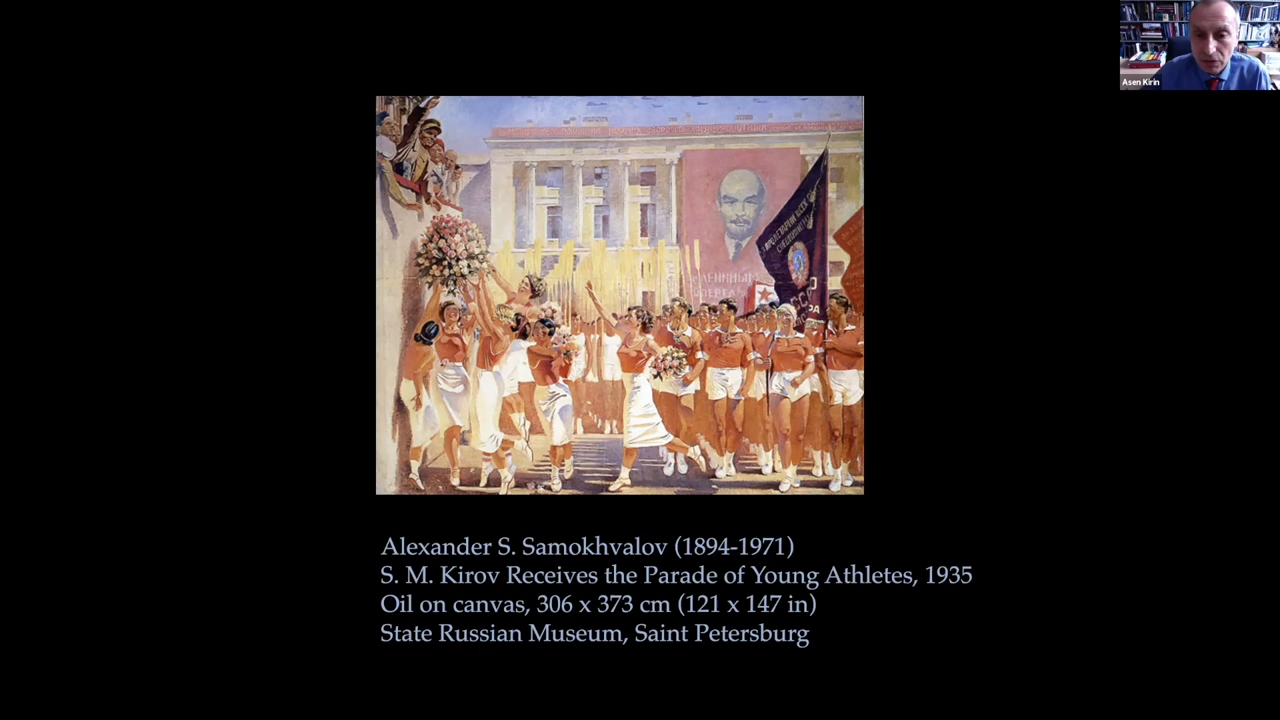 Asen Kirin
ЛЕНИННЫМ
Alexander S. Samokhvalov (1894-1971)
S. M. Kirov Receives the Parade of Young Athletes, 1935
Oil on canvas, 306 x 373 cm (121 x 147 in)
State Russian Museum, Saint Petersburg